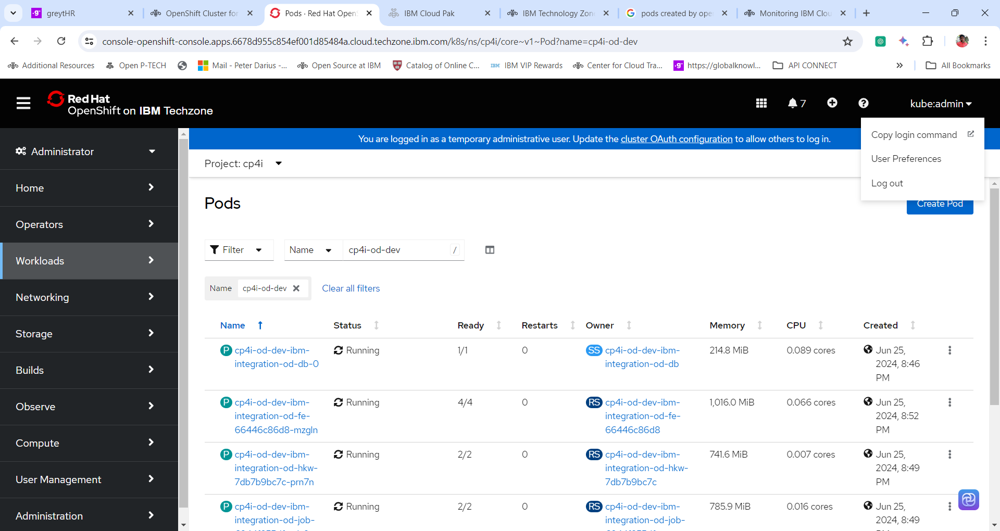 greytHR
OpenShift Cluster for
Pods · Red Hat Open
IBM Cloud Pak
IBM Technology Zon
pods created by ope
Monitoring IBM Clou
console-openshift-console.apps.6678d955c854ef001d85484a.cloud.techzone.ibm.com/k8s/ns/cp4i/core~v1~Pod?name=cp4i-od-dev
Additional Resources
Open P-TECH
Mail - Peter Darius -...
Open Source at IBM
Catalog of Online C...
IBM VIP Rewards
Center for Cloud Tra...
https://globalknowl...
API CONNECT
All Bookmarks
Red Hat
OpenShift on IBM Techzone
7
kube:admin
Copy login command
User Preferences
Log out
You are logged in as a temporary administrative user. Update the cluster OAuth configuration to allow others to log in.
Administrator
Home
Operators
Workloads
Networking
Storage
Builds
Observe
Compute
User Management
Administration
Project: cp4i
Pods
Create Pod
Filter
Name
cp4i-od-dev
/
Name cp4i-od-dev
Clear all filters
Name Status Ready Restarts Owner Memory CPU Created
P cp4i-od-dev-ibm- Running 1/1 0 SS cp4i-od-dev-ibm- 214.8 MiB 0.089 cores Jun 25,
integration-od-db-0 integration-od-db 2024, 8:46
PM
P cp4i-od-dev-ibm- Running 4/4 0 RS cp4i-od-dev-ibm- 1,016.0 MiB 0.066 cores Jun 25,
integration-od-fe- integration-od-fe- 2024, 8:52
66446c86d8-mzgln 66446c86d8 PM
P cp4i-od-dev-ibm- Running 2/2 0 RS cp4i-od-dev-ibm- 741.6 MiB 0.007 cores Jun 25,
integration-od-hkw- integration-od-hkw- 2024, 8:49
7db7b9bc7c-prn7n 7db7b9bc7c PM
P cp4i-od-dev-ibm- Running 2/2 0 RS cp4i-od-dev-ibm- 785.9 MiB 0.016 cores Jun 25,
integration-od-job- integration-od-job- 2024, 8:49